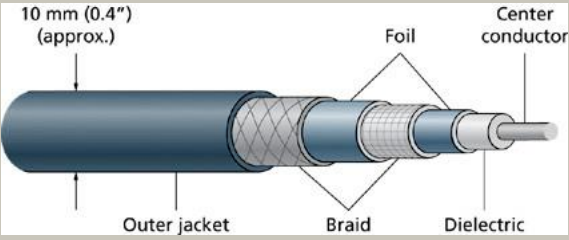 10 mm (0.4”)
(approx.)
Foil
Center
conductor
Outer jacket
Braid
Dielectric